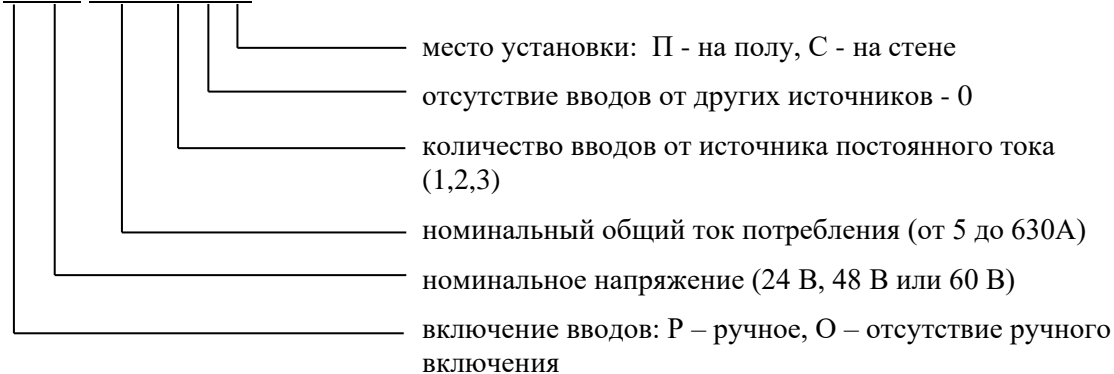 место установки: П - на полу, С - на стене
отсутствие вводов от других источников - 0
количество вводов от источника постоянного тока
(1,2,3)
номинальный общий ток потребления (от 5 до 630А)
номинальное напряжение (24 В, 48 В или 60 В)
включение вводов: Р – ручное, О – отсутствие ручного
включения